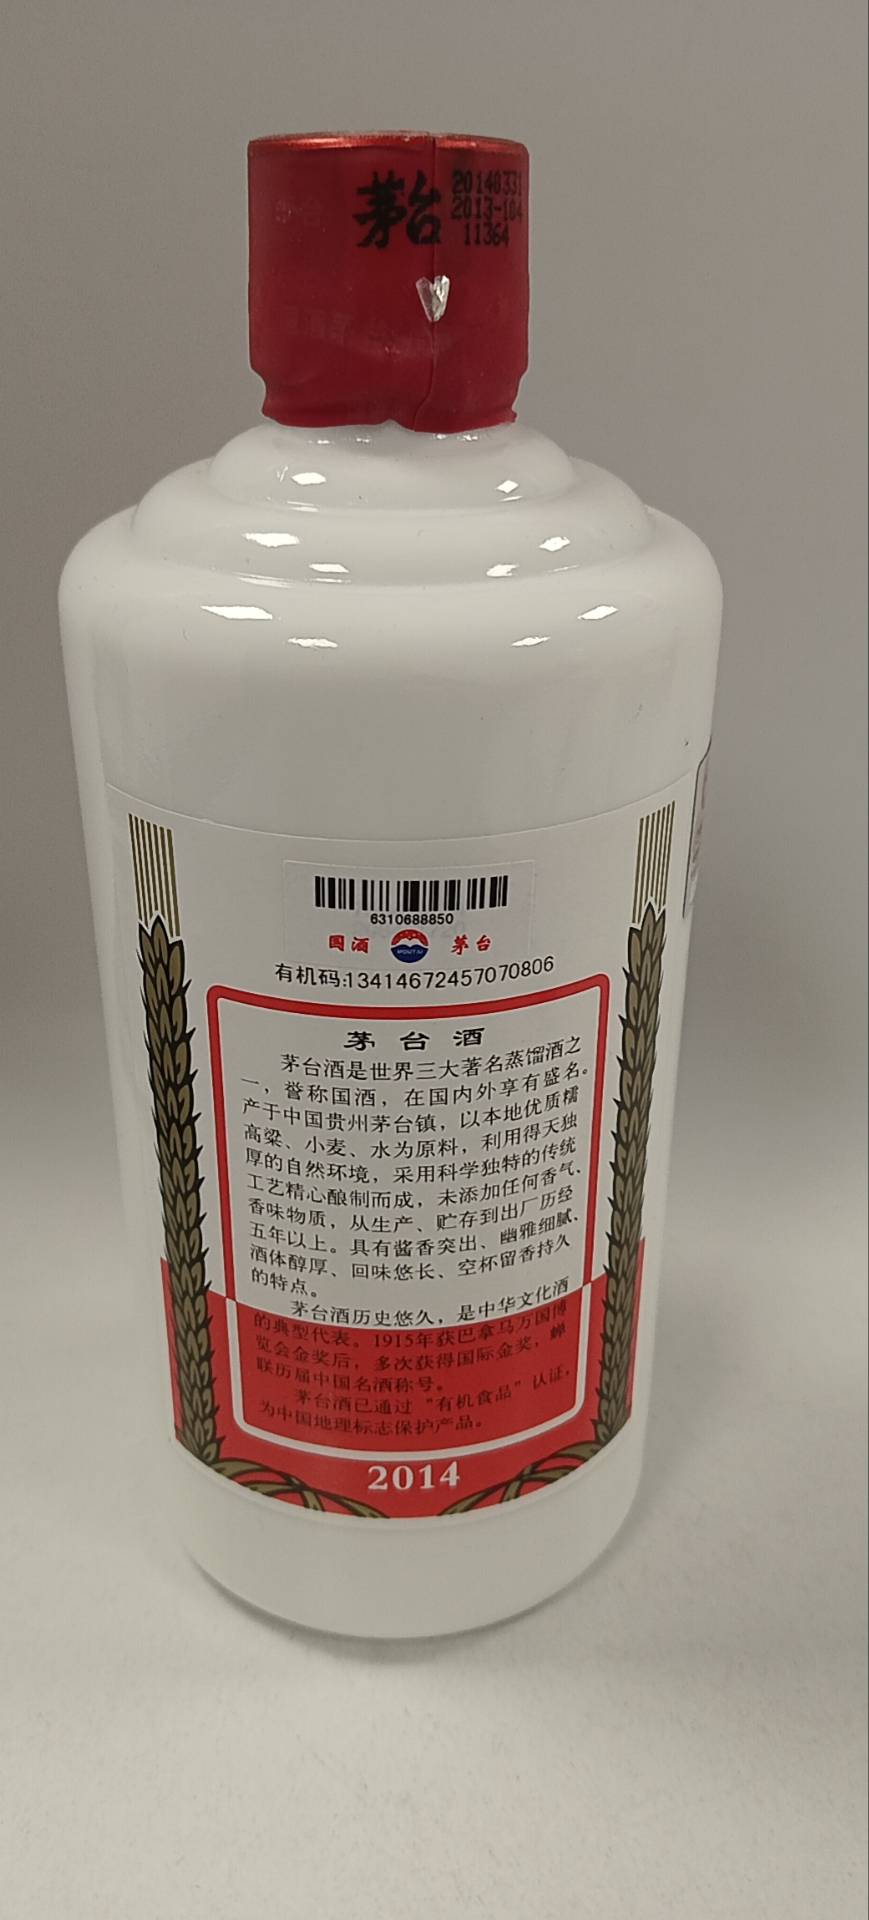 茅台
20140331
2013-104
11364
6310688850
国酒
MOUTAI
茅台
有机码:13414672457070806
茅台酒
茅台酒是世界三大著名蒸馏酒之
一，誉称国酒，在国内外享有盛名。
产于中国贵州茅台镇，以本地优质糯
高粱、小麦、水为原料，利用得天独
厚的自然环境，采用科学独特的传统
工艺精心酿制而成，未添加任何香气、
香味物质，从生产、贮存到出厂历经
五年以上。具有酱香突出、幽雅细腻、
酒体醇厚、回味悠长、空杯留香持久
的特点。
茅台酒历史悠久，是中华文化酒
的典型代表。1915年获巴拿马万国博
览会金奖后，多次获得国际金奖，蝉
联历届中国名酒称号。
茅台酒已通过“有机食品”认证，
为中国地理标志保护产品。
2014